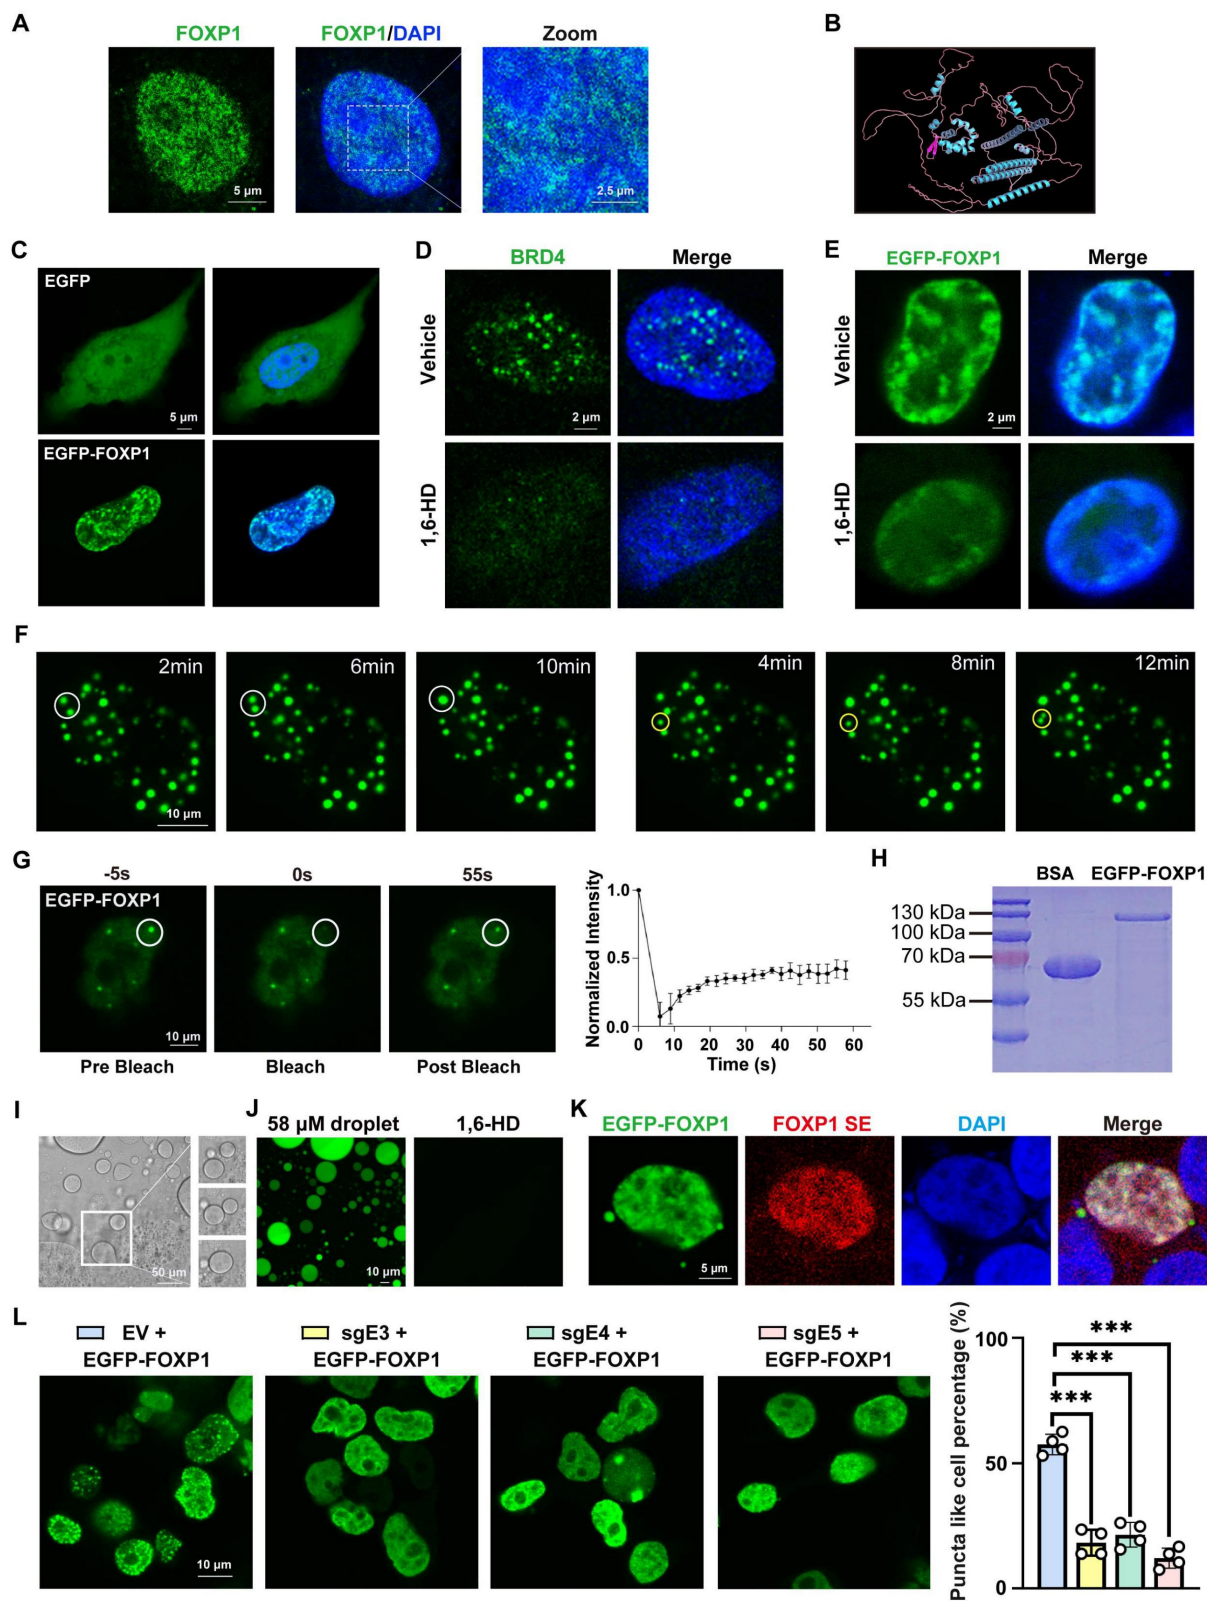 A
FOXP1
FOXP1/DAPI
Zoom
5 µm
2.5 µm
B
C
EGFP
5 µm
EGFP-FOXP1
D
BRD4
Merge
Vehicle
2 µm
1,6-HD
E
EGFP-FOXP1
Merge
Vehicle
2 µm
1,6-HD
F
2min
6min
10min
4min
8min
12min
10 µm
G
-5s
0s
55s
EGFP-FOXP1
10 µm
Pre Bleach
Bleach
Post Bleach
Normalized Intensity
1.0
0.5
0.0
0 10 20 30 40 50 60
Time (s)
H
BSA EGFP-FOXP1
130 kDa
100 kDa
70 kDa
55 kDa
I
50 µm
J
58 µM droplet
1,6-HD
10 µm
K
EGFP-FOXP1
FOXP1 SE
DAPI
Merge
5 µm
L
EV +
EGFP-FOXP1
sgE3 +
EGFP-FOXP1
sgE4 +
EGFP-FOXP1
sgE5 +
EGFP-FOXP1
10 µm
Puncta like cell percentage (%)
100
50
0
***
***
***